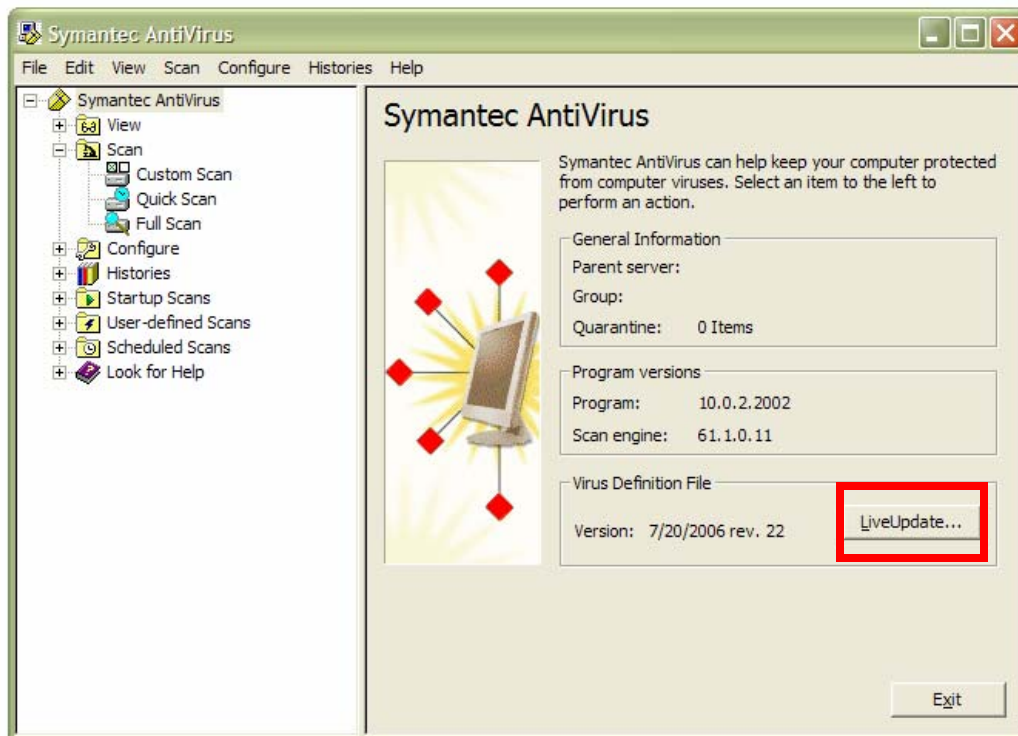 Symantec AntiVirus
File Edit View Scan Configure Histories Help
Symantec AntiVirus
View
Scan
Custom Scan
Quick Scan
Full Scan
Configure
Histories
Startup Scans
User-defined Scans
Scheduled Scans
Look for Help
Symantec AntiVirus
Symantec AntiVirus can help keep your computer protected
from computer viruses. Select an item to the left to
perform an action.
General Information
Parent server:
Group:
Quarantine: 0 Items
Program versions
Program: 10.0.2.2002
Scan engine: 61.1.0.11
Virus Definition File
Version: 7/20/2006 rev. 22
LiveUpdate...
Exit